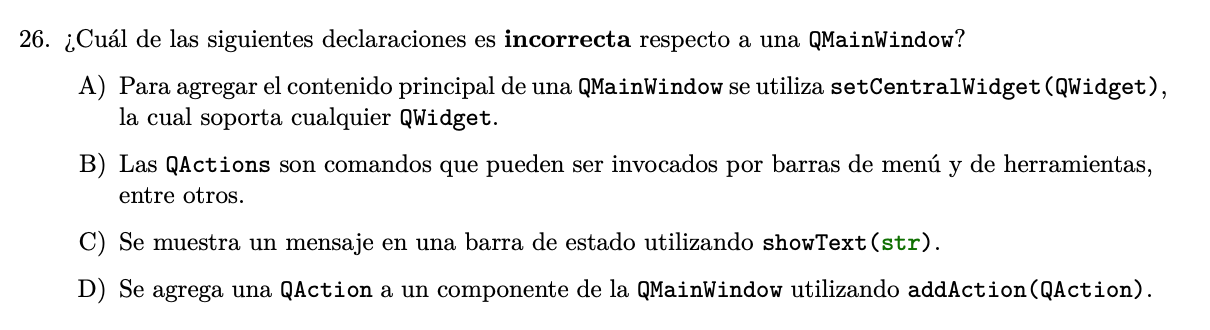 26. ¿Cuál de las siguientes declaraciones es incorrecta respecto a una QMainWindow?
A) Para agregar el contenido principal de una QMainWindow se utiliza setCentralWidget(QWidget),
la cual soporta cualquier QWidget.
B) Las QActions son comandos que pueden ser invocados por barras de menú y de herramientas,
entre otros.
C) Se muestra un mensaje en una barra de estado utilizando showText(str).
D) Se agrega una QAction a un componente de la QMainWindow utilizando addAction(QAction).